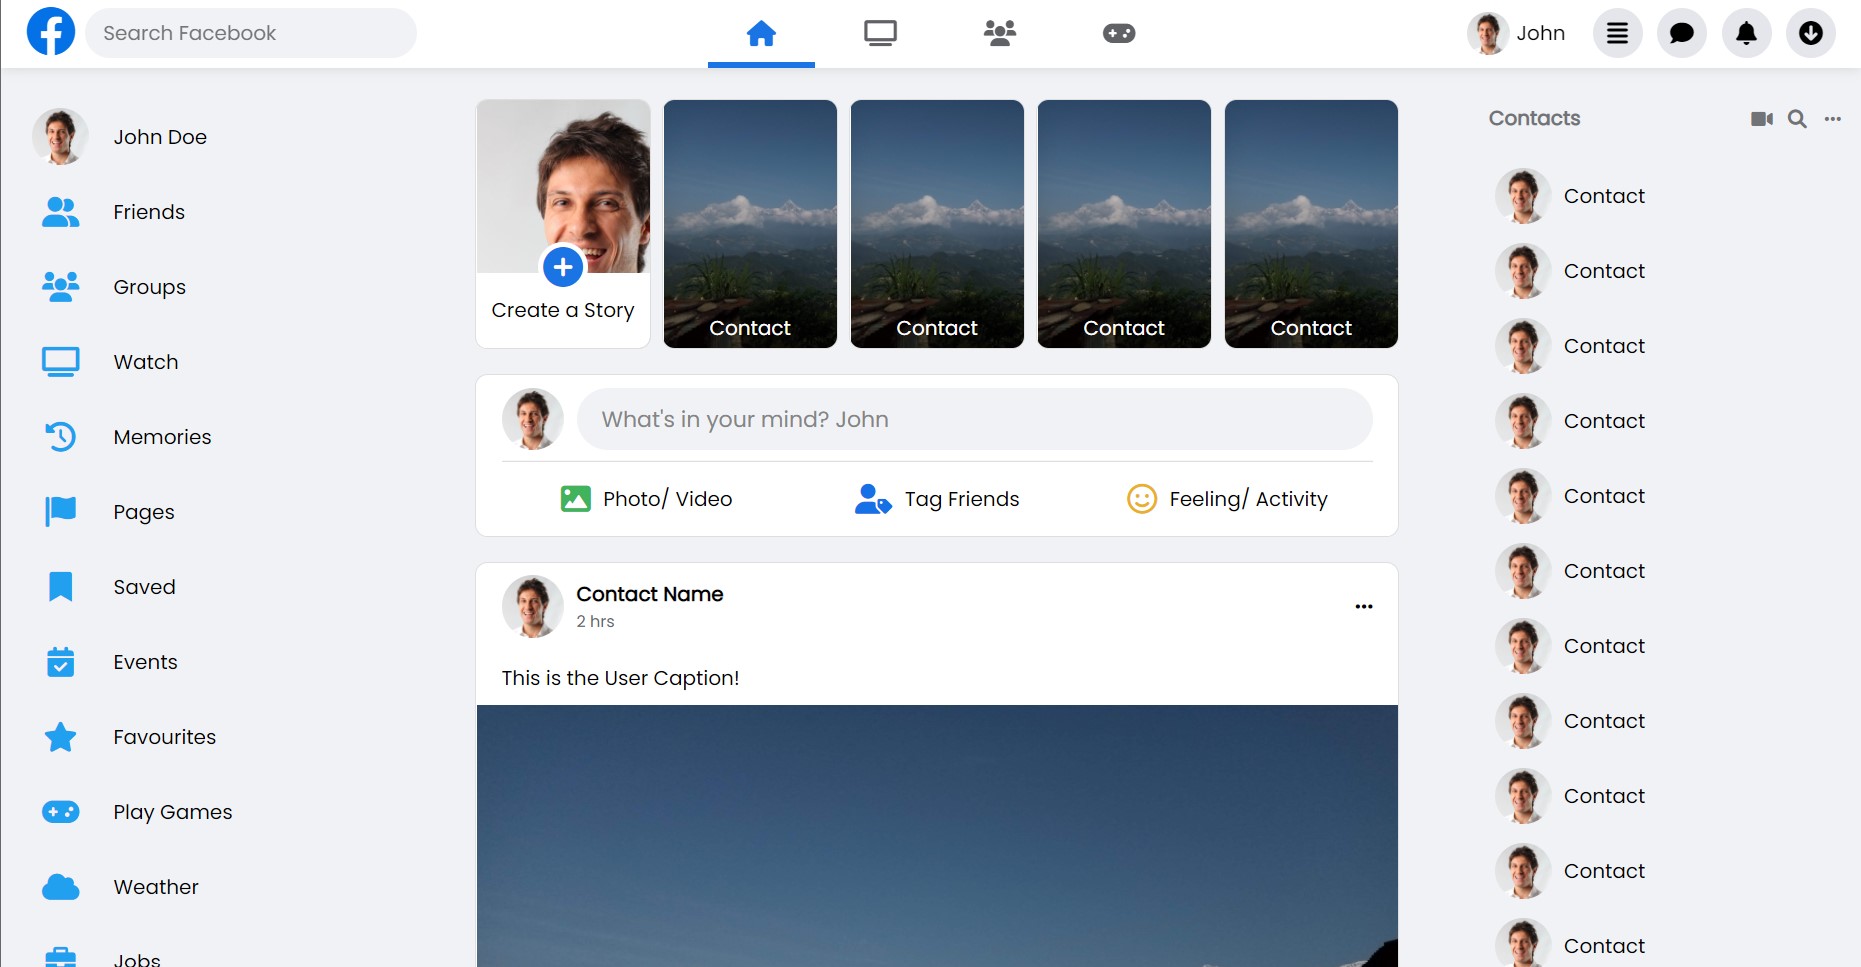 Search Facebook
John
John Doe
Friends
Groups
Watch
Memories
Pages
Saved
Events
Favourites
Play Games
Weather
Jobs
Create a Story
Contact
Contact
Contact
Contact
What's in your mind? John
Photo/ Video
Tag Friends
Feeling/ Activity
Contact Name
2 hrs
This is the User Caption!
Contacts
Contact
Contact
Contact
Contact
Contact
Contact
Contact
Contact
Contact
Contact
Contact